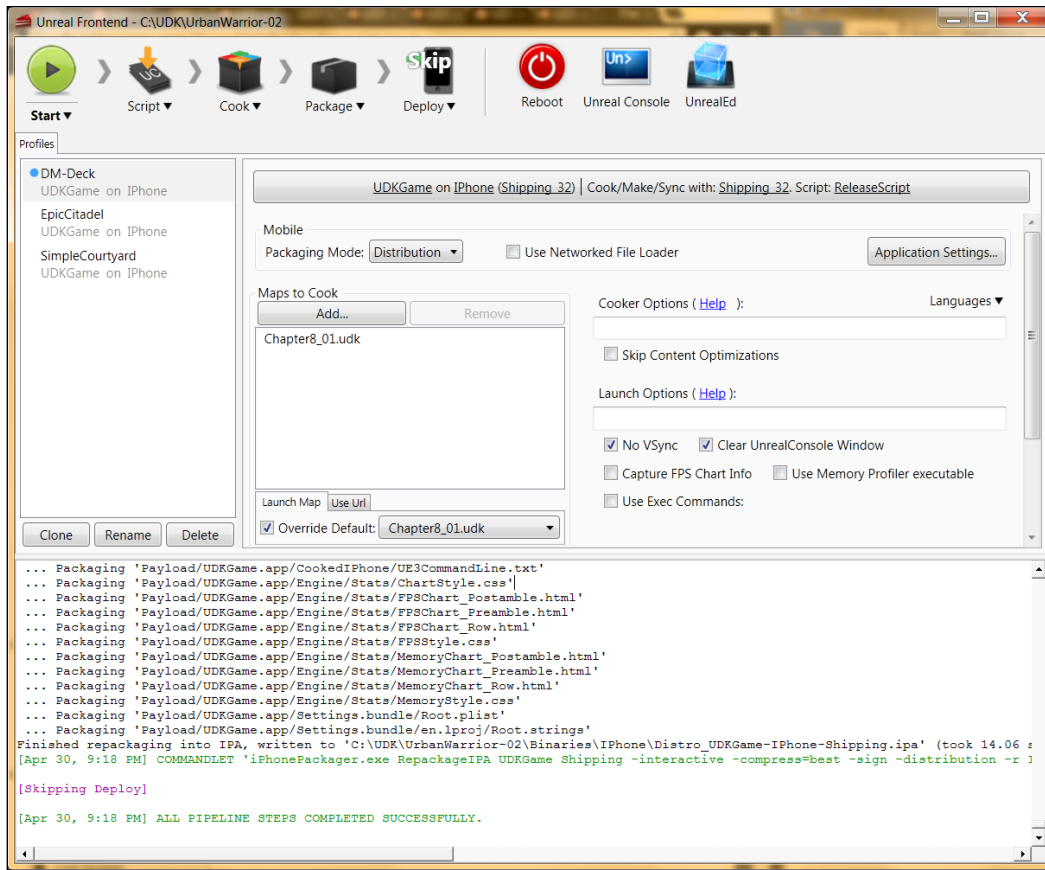 Unreal Frontend - C:\UDK\UrbanWarrior-02
Start ▼
UC
Script ▼
Cook ▼
Package ▼
Skip
Deploy ▼
Reboot
Un>
Unreal Console
UnrealEd
Profiles
DM-Deck
UDKGame on IPhone
EpicCitadel
UDKGame on IPhone
SimpleCourtyard
UDKGame on IPhone
Clone Rename Delete
UDKGame on IPhone (Shipping_32) | Cook/Make/Sync with: Shipping_32. Script: ReleaseScript
Mobile
Packaging Mode: Distribution ▼ Use Networked File Loader Application Settings...
Maps to Cook
Add... Remove
Chapter8_01.udk
Launch Map Use Url
Override Default: Chapter8_01.udk
Cooker Options ( Help ): Languages ▼
Skip Content Optimizations
Launch Options ( Help ):
No VSync Clear UnrealConsole Window
Capture FPS Chart Info Use Memory Profiler executable
Use Exec Commands:
... Packaging 'Payload/UDKGame.app/CookedIPhone/UE3CommandLine.txt'
... Packaging 'Payload/UDKGame.app/Engine/Stats/ChartStyle.css'
... Packaging 'Payload/UDKGame.app/Engine/Stats/FPSChart_Postamble.html'
... Packaging 'Payload/UDKGame.app/Engine/Stats/FPSChart_Preamble.html'
... Packaging 'Payload/UDKGame.app/Engine/Stats/FPSChart_Row.html'
... Packaging 'Payload/UDKGame.app/Engine/Stats/FPSStyle.css'
... Packaging 'Payload/UDKGame.app/Engine/Stats/MemoryChart_Postamble.html'
... Packaging 'Payload/UDKGame.app/Engine/Stats/MemoryChart_Preamble.html'
... Packaging 'Payload/UDKGame.app/Engine/Stats/MemoryChart_Row.html'
... Packaging 'Payload/UDKGame.app/Engine/Stats/MemoryStyle.css'
... Packaging 'Payload/UDKGame.app/Settings.bundle/Root.plist'
... Packaging 'Payload/UDKGame.app/Settings.bundle/en.lproj/Root.strings'
Finished repackaging into IPA, written to 'C:\UDK\UrbanWarrior-02\Binaries\IPhone\Distro_UDKGame-IPhone-Shipping.ipa' (took 14.06 s
[Apr 30, 9:18 PM] COMMANDLET 'iPhonePackager.exe RepackageIPA UDKGame Shipping -interactive -compress=best -sign -distribution -r
[Skipping Deploy]
[Apr 30, 9:18 PM] ALL PIPELINE STEPS COMPLETED SUCCESSFULLY.